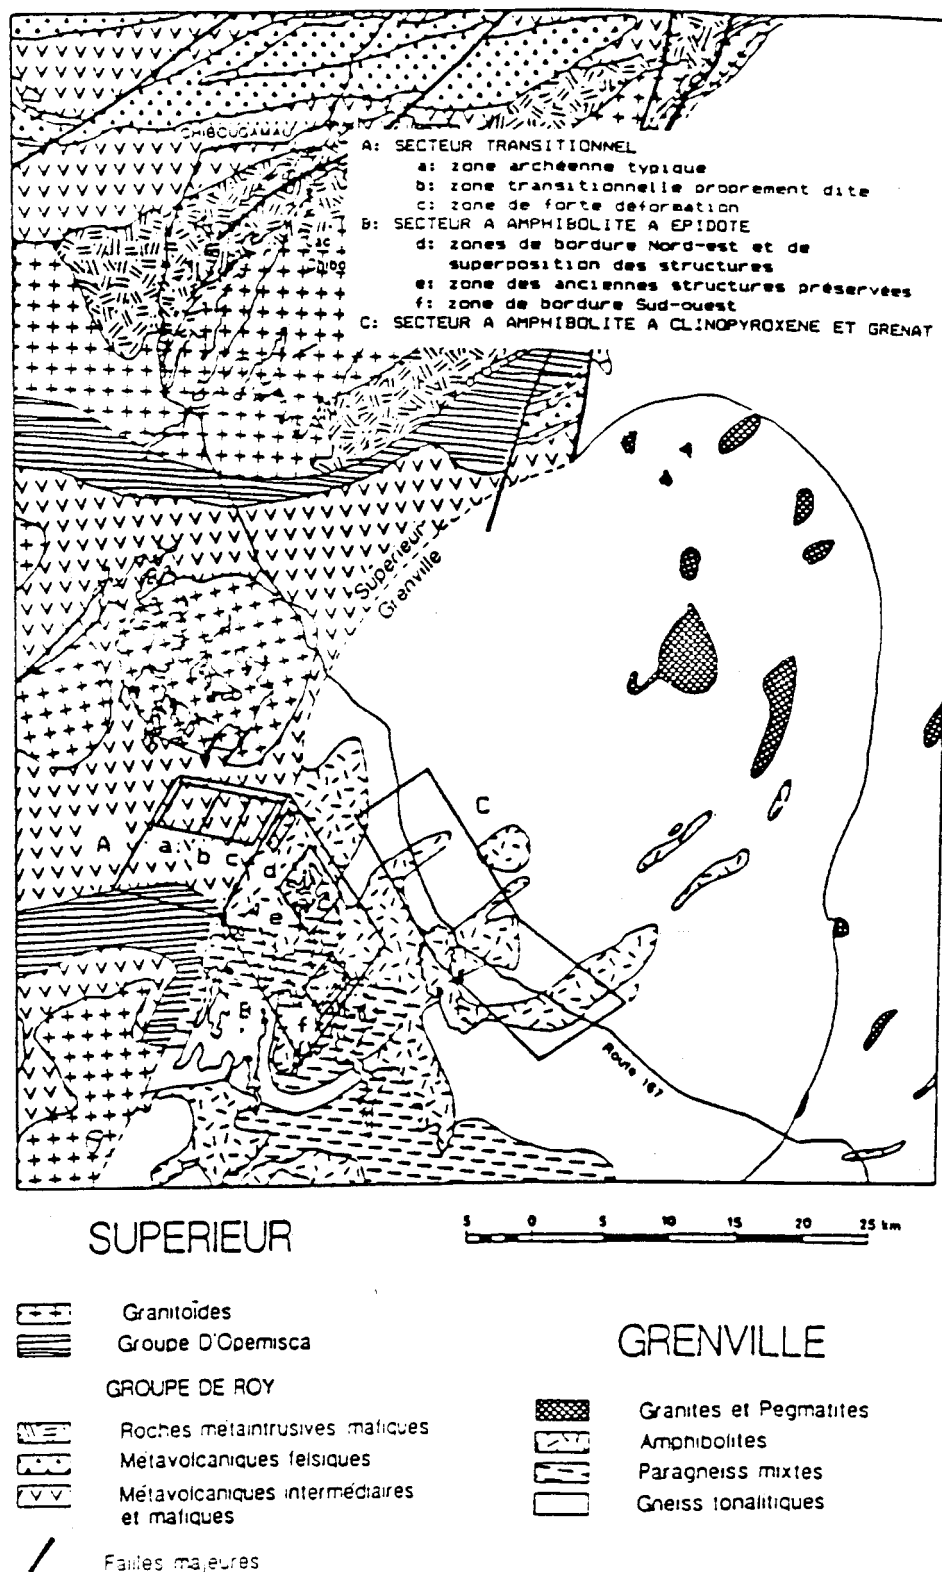 CHIBOUGAMAU
A: SECTEUR TRANSITIONNEL
a: zone archéenne typique
b: zone transitionnelle proprement dite
c: zone de forte déformation
B: SECTEUR A AMPHIBOLITE A EPIDOTE
d: zones de bordure Nord-est et de
superposition des structures
e: zone des anciennes structures préservées
f: zone de bordure Sud-ouest
C: SECTEUR A AMPHIBOLITE A CLINOPYROXENE ET GRENAT
Supérieur
Grenville
C
A
a
b
c
d
e
B
f
Route 167
SUPERIEUR
5 0 5 10 15 20 25 km
Granitoïdes
Groupe D'Opemisca
GROUPE DE ROY
Roches métaintrusives mafiques
Métavolcaniques felsiques
Métavolcaniques intermédiaires
et mafiques
Failles majeures
GRENVILLE
Granites et Pegmatites
Amphibolites
Paragneiss mixtes
Gneiss tonalitiques